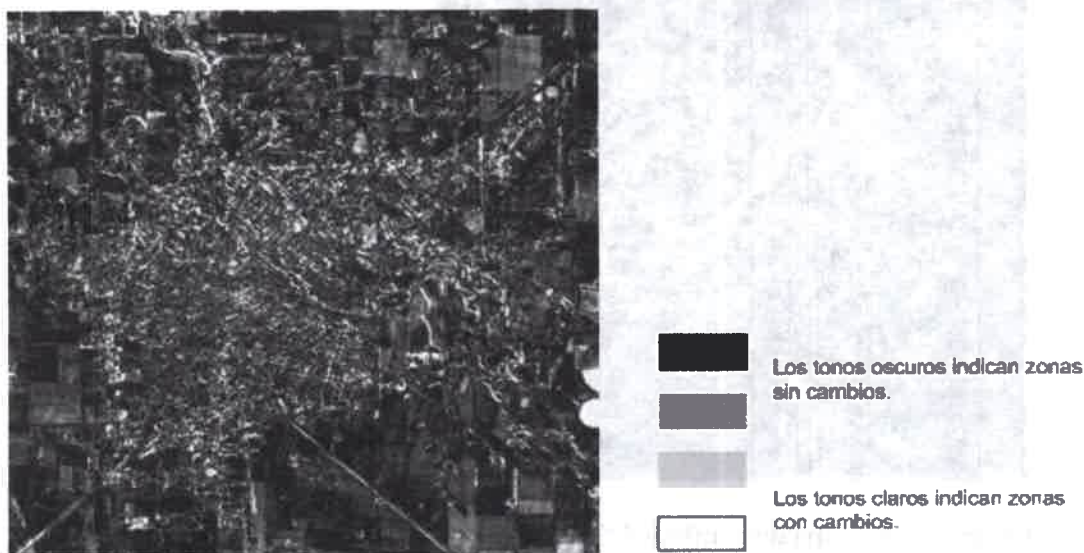 Los tonos oscuros indican zonas
sin cambios.
Los tonos claros indican zonas
con cambios.